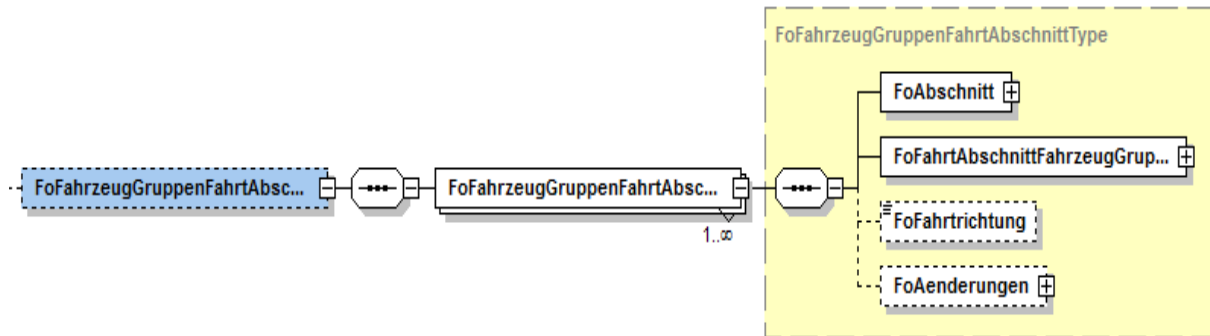 FoFahrzeugGruppenFahrtAbschnittType
FoAbschnitt
FoFahrtAbschnittFahrzeugGrup...
FoFahrzeugGruppenFahrtAbsc...
FoFahrzeugGruppenFahrtAbsc...
1..∞
FoFahrtrichtung
FoAenderungen